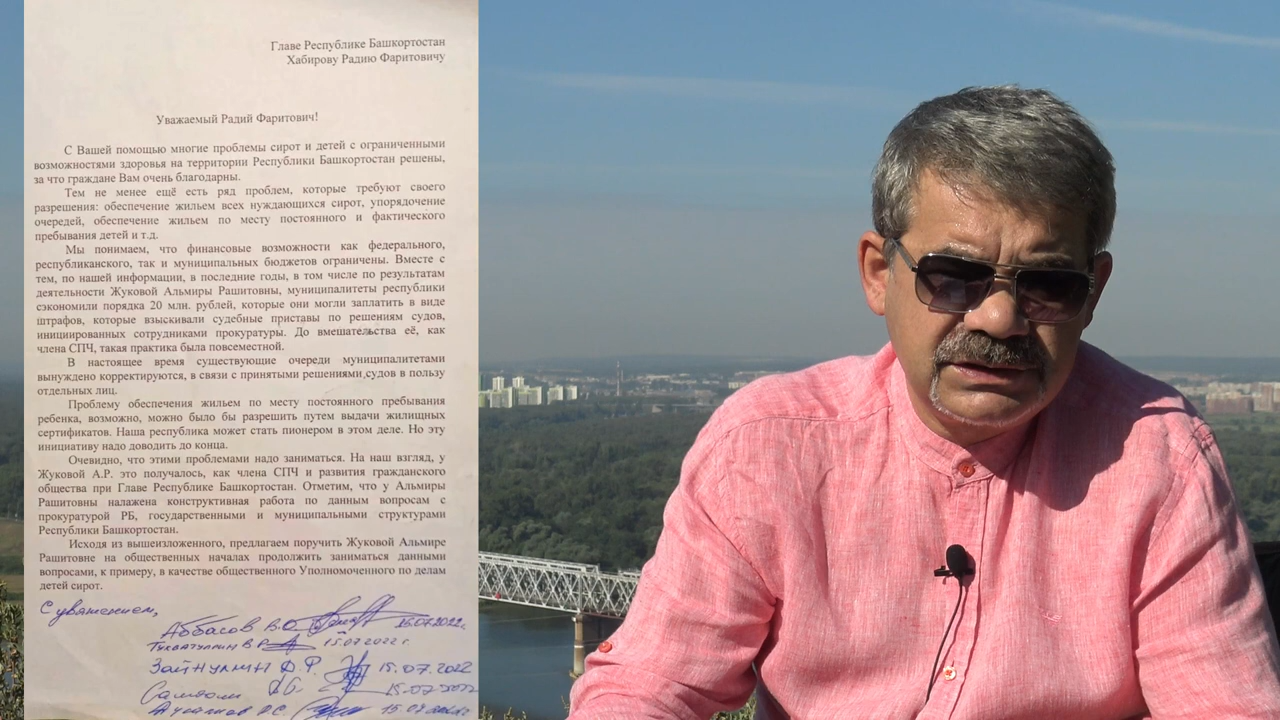 Главе Республике Башкортостан
Хабирову Радию Фаритовичу
Уважаемый Радий Фаритович!
С Вашей помощью многие проблемы сирот и детей с ограниченными
возможностями здоровья на территории Республики Башкортостан решены,
за что граждане Вам очень благодарны.
Тем не менее ещё есть ряд проблем, которые требуют своего
разрешения: обеспечение жильем всех нуждающихся сирот, упорядочение
очередей, обеспечение жильем по месту постоянного и фактического
пребывания детей и т.д.
Мы понимаем, что финансовые возможности как федерального,
республиканского, так и муниципальных бюджетов ограничены. Вместе с
тем, по нашей информации, в последние годы, в том числе по результатам
деятельности Жуковой Альмиры Рашитовны, муниципалитеты республики
сэкономили порядка 20 млн. рублей, которые они могли заплатить в виде
штрафов, которые взыскивали судебные приставы по решениям судов,
инициированных сотрудниками прокуратуры. До вмешательства её, как
члена СПЧ, такая практика была повсеместной.
В настоящее время существующие очереди муниципалитетами
вынуждено корректируются, в связи с принятыми решениями судов в пользу
отдельных лиц.
Проблему обеспечения жильем по месту постоянного пребывания
ребенка, возможно, можно было бы разрешить путем выдачи жилищных
сертификатов. Наша республика может стать пионером в этом деле. Но эту
инициативу надо доводить до конца.
Очевидно, что этими проблемами надо заниматься. На наш взгляд, у
Жуковой А.Р. это получалось, как члена СПЧ и развития гражданского
общества при Главе Республике Башкортостан. Отметим, что у Альмиры
Рашитовны налажена конструктивная работа по данным вопросам с
прокуратурой РБ, государственными и муниципальными структурами
Республики Башкортостан.
Исходя из вышеизложенного, предлагаем поручить Жуковой Альмире
Рашитовне на общественных началах продолжить заниматься данными
вопросами, к примеру, в качестве общественного Уполномоченного по делам
детей сирот.
С уважением,
Аббасов В.О.
15.07.2022 г.
Зайнуллин Ф.Р. 15.07.2022
15.07.2022
15.07.2022